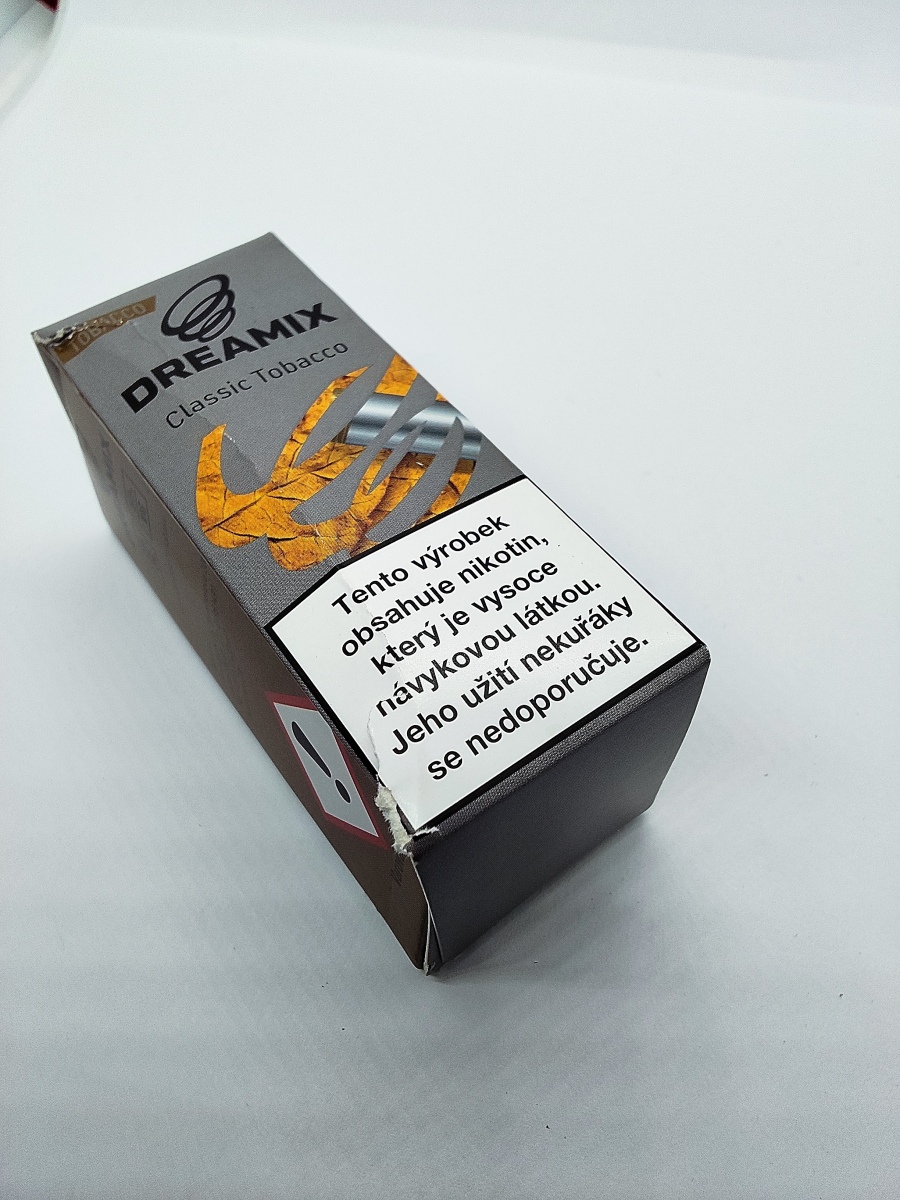 TOBACCO
DREAMIX
Classic Tobacco
Tento výrobek
obsahuje nikotin,
který je vysoce
návykovou látkou.
Jeho užití nekuřáky
se nedoporučuje.
!